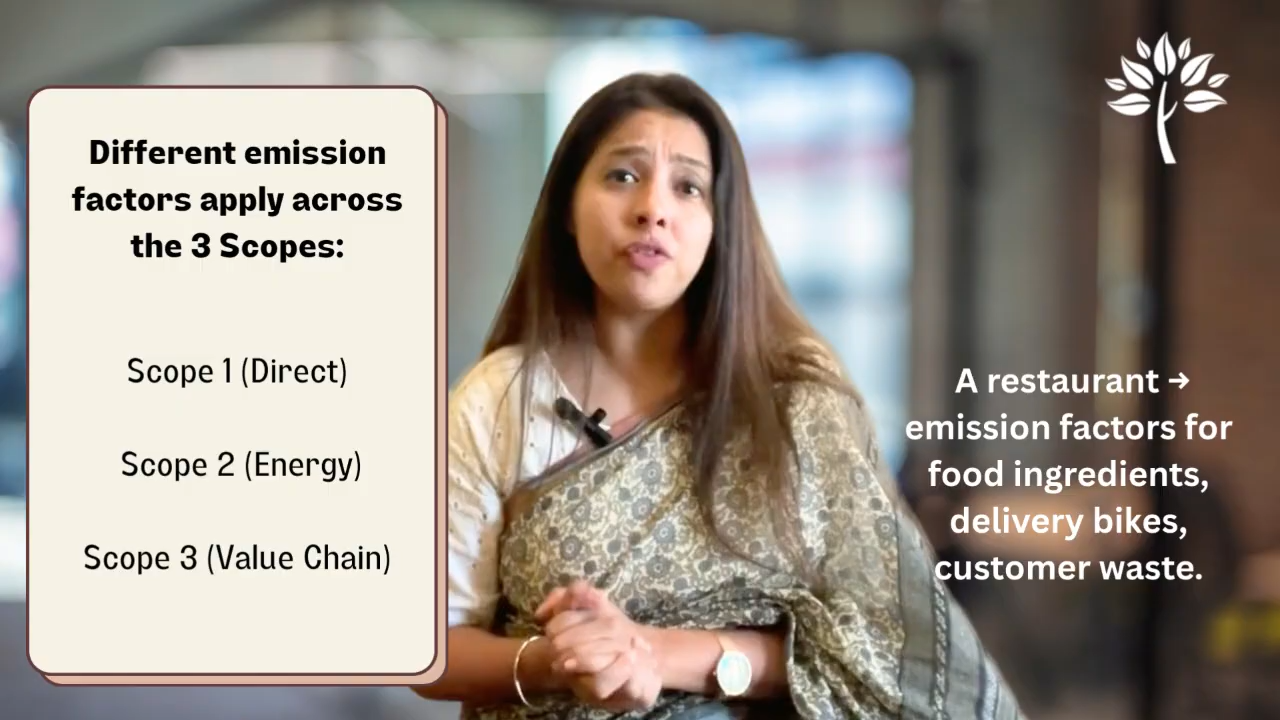 Different emission
factors apply across
the 3 Scopes:
Scope 1 (Direct)
Scope 2 (Energy)
Scope 3 (Value Chain)
A restaurant →
emission factors for
food ingredients,
delivery bikes,
customer waste.